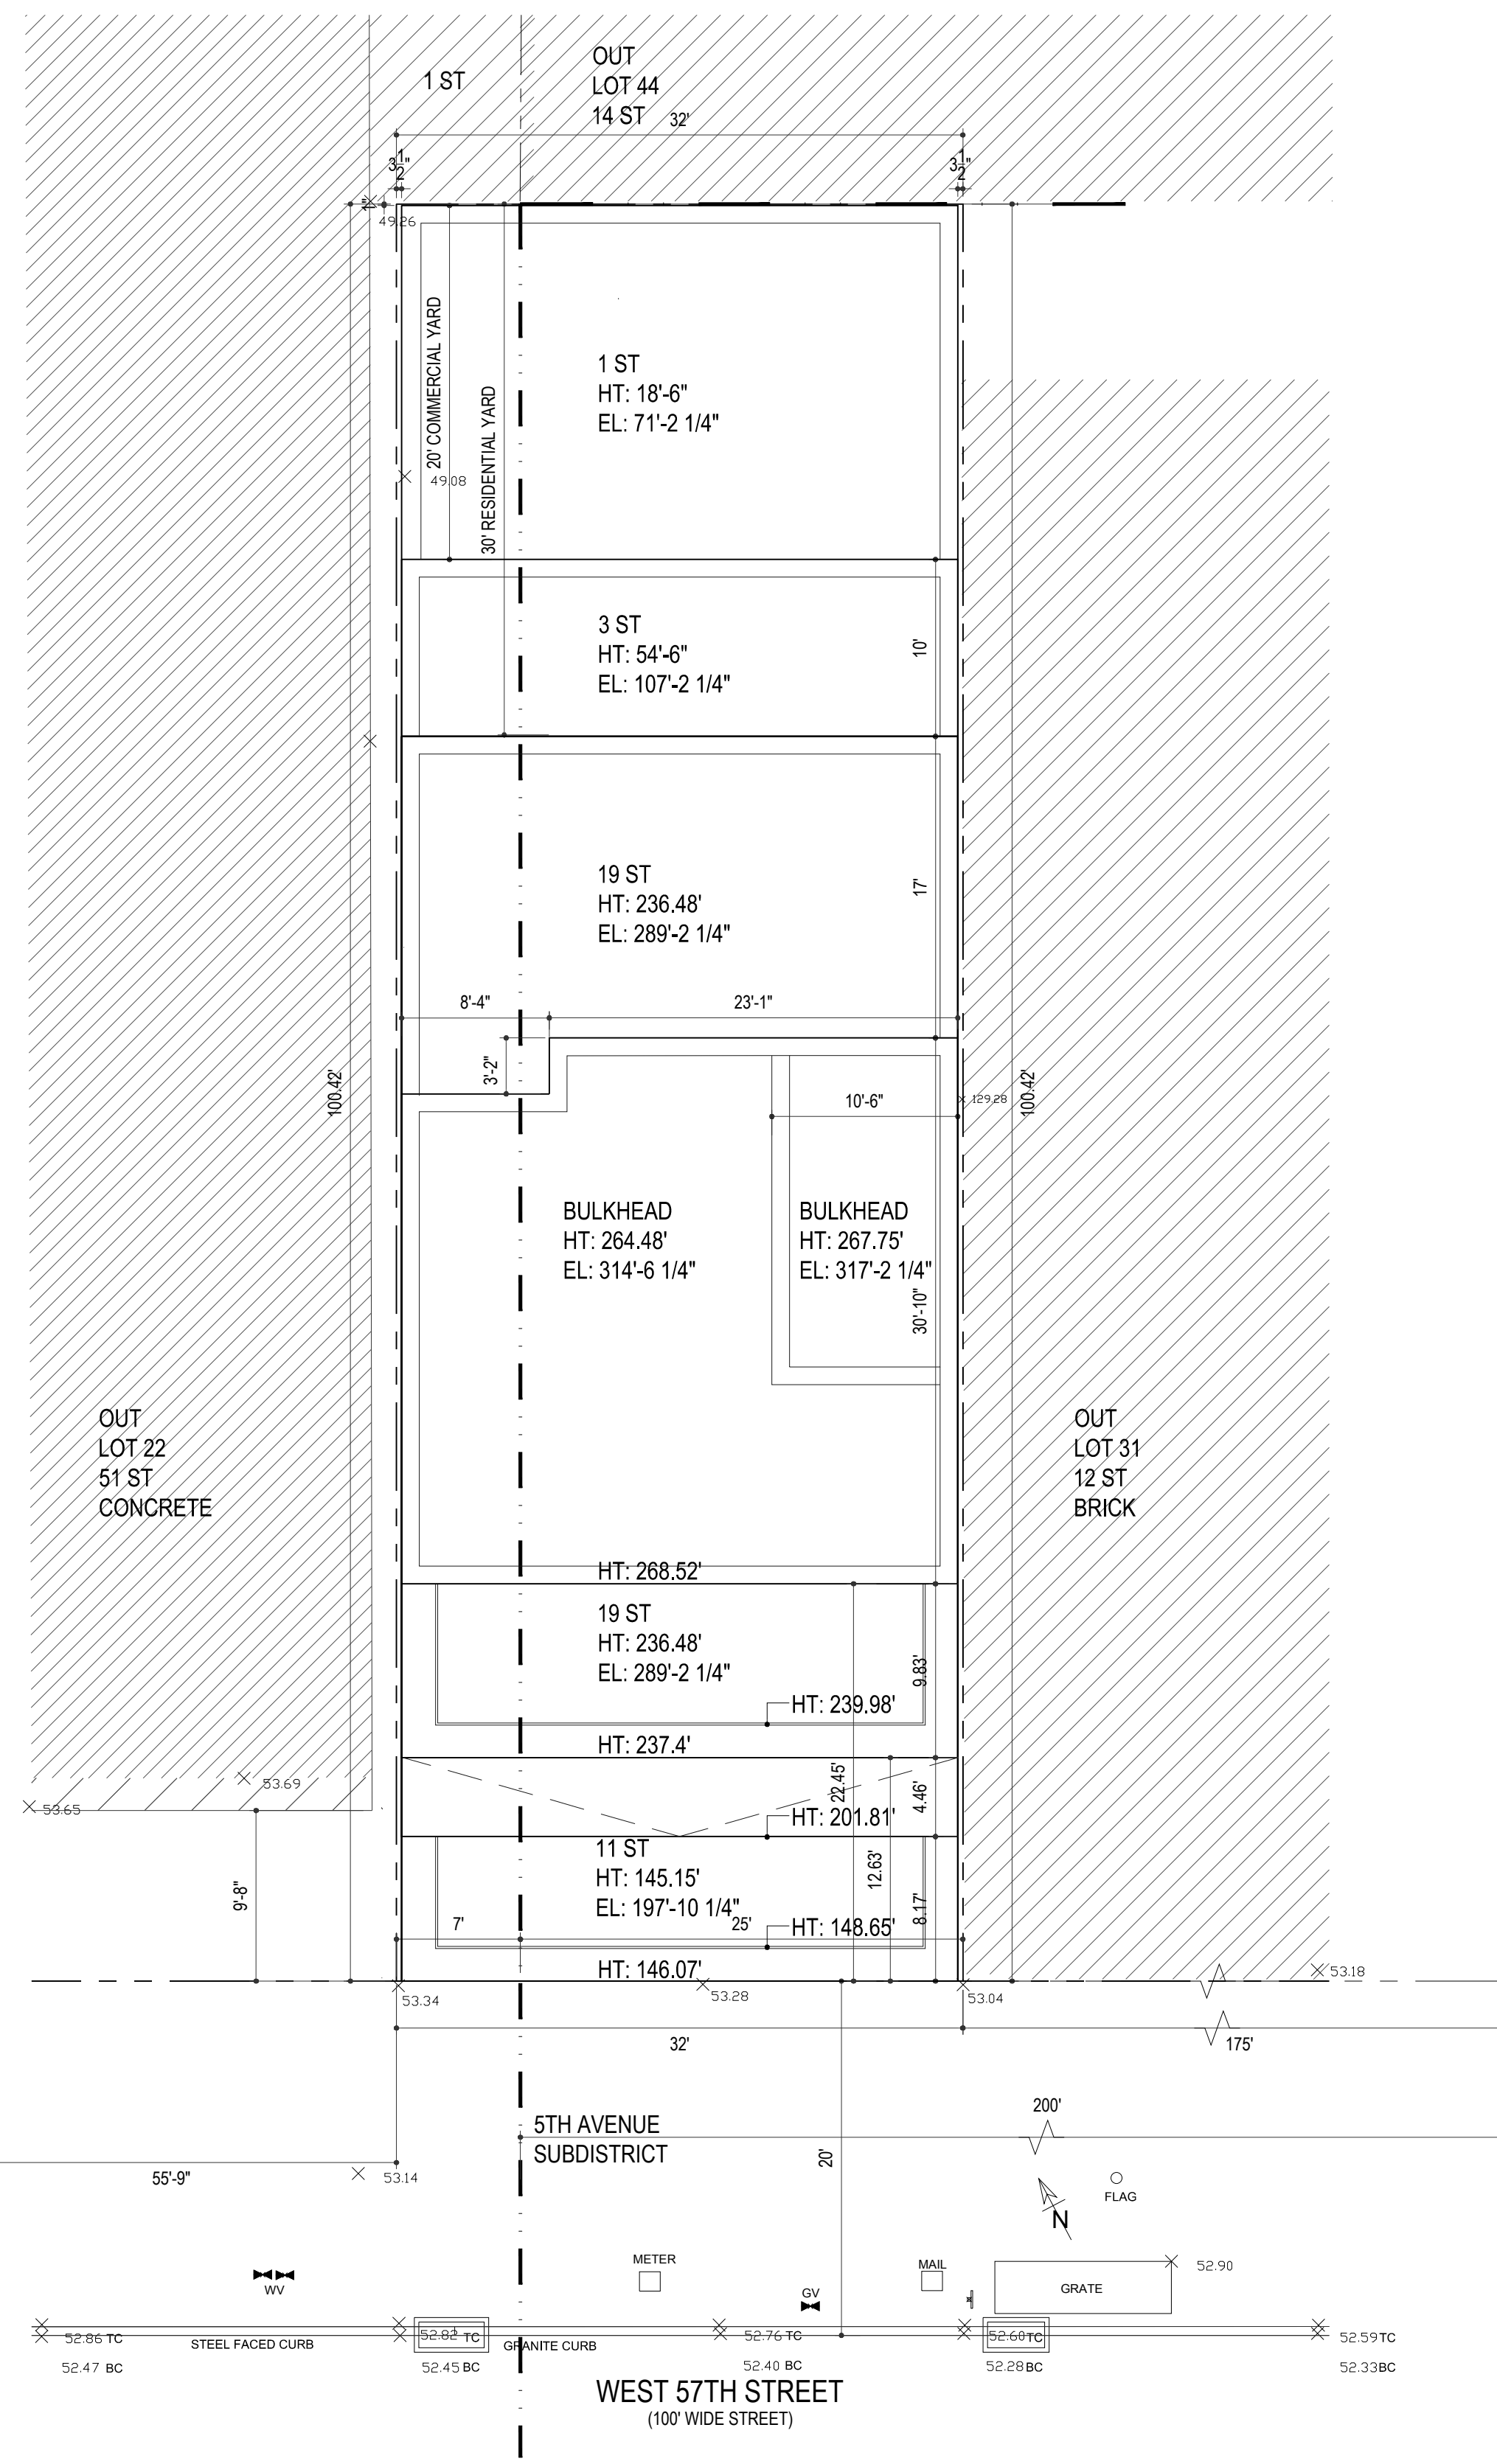 OUT
1 ST
LOT 44
14 ST
32'
3 1/2"
3 1/2"
1"
49.26
20' COMMERCIAL YARD
30' RESIDENTIAL YARD
1 ST
HT: 18'-6"
EL: 71'-2 1/4"
49.08
3 ST
HT: 54'-6"
EL: 107'-2 1/4"
10'
19 ST
HT: 236.48'
EL: 289'-2 1/4"
17'
8'-4"
23'-1"
3'-2"
100.42'
10'-6"
129.28
100.42'
BULKHEAD
HT: 264.48'
EL: 314'-6 1/4"
BULKHEAD
HT: 267.75'
EL: 317'-2 1/4"
30'-10"
OUT
LOT 22
51 ST
CONCRETE
OUT
LOT 31
12 ST
BRICK
HT: 268.52'
19 ST
HT: 236.48'
EL: 289'-2 1/4"
9.83'
HT: 239.98'
HT: 237.4'
53.69
53.65
22.45'
4.46'
HT: 201.81'
11 ST
HT: 145.15'
EL: 197'-10 1/4"
12.63'
8.17'
9'-8"
7'
25'
HT: 148.65'
HT: 146.07'
53.34
53.28
53.04
53.18
32'
175'
5TH AVENUE
SUBDISTRICT
200'
20'
55'-9"
53.14
FLAG
N
METER
MAIL
WV
GV
GRATE
52.90
52.86 TC
STEEL FACED CURB
52.82 TC
GRANITE CURB
52.76 TC
52.60 TC
52.59 TC
52.47 BC
52.45 BC
52.40 BC
52.28 BC
52.33 BC
WEST 57TH STREET
(100' WIDE STREET)